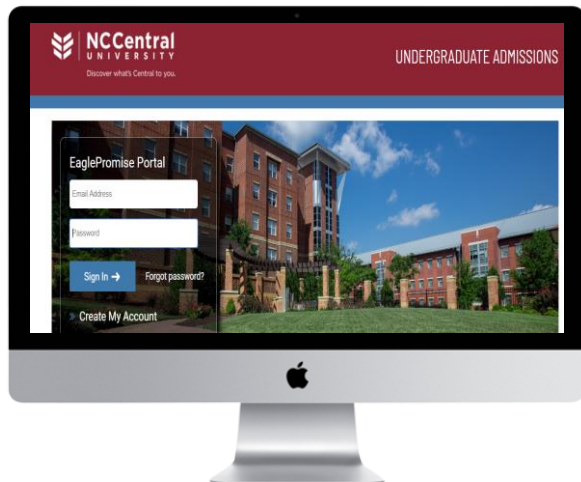 NCCentral
UNIVERSITY
Discover what's Central to you.
UNDERGRADUATE ADMISSIONS
EaglePromise Portal
Email Address
Password
Sign In → Forgot password?
» Create My Account